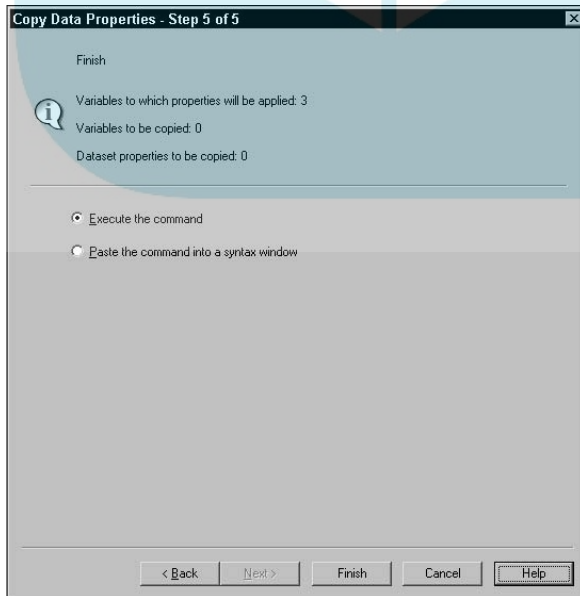 Copy Data Properties - Step 5 of 5
Finish
Variables to which properties will be applied: 3
Variables to be copied: 0
Dataset properties to be copied: 0
Execute the command
Paste the command into a syntax window
< Back Next > Finish Cancel Help